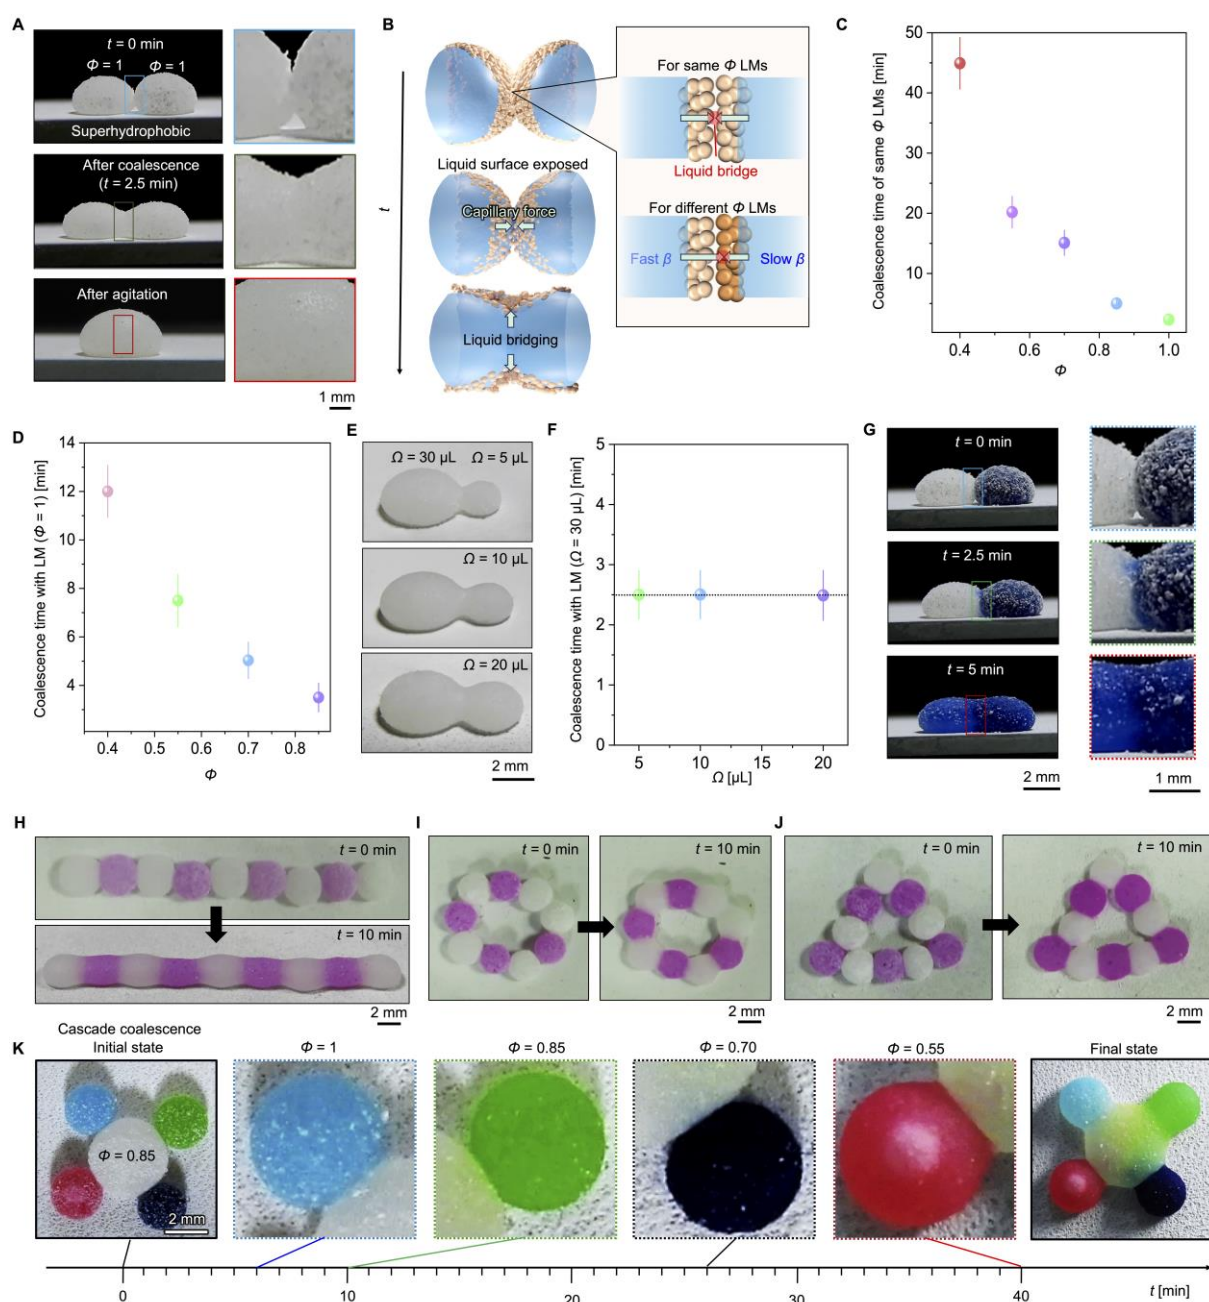 A
t = 0 min
Φ = 1 Φ = 1
Superhydrophobic
After coalescence
(t = 2.5 min)
After agitation
1 mm
B
t
Liquid surface exposed
Capillary force
Liquid bridging
For same Φ LMs
Liquid bridge
For different Φ LMs
Fast β Slow β
C
Coalescence time of same Φ LMs [min]
50
40
30
20
10
0
0.4 0.6 0.8 1.0
Φ
D
Coalescence time with LM (Φ = 1) [min]
14
12
10
8
6
4
0.4 0.5 0.6 0.7 0.8
Φ
E
Ω = 30 µL Ω = 5 µL
Ω = 10 µL
Ω = 20 µL
2 mm
F
Coalescence time with LM (Ω = 30 µL) [min]
5
4
3
2
1
0
5 10 15 20
Ω [µL]
G
t = 0 min
t = 2.5 min
t = 5 min
2 mm
1 mm
H
t = 0 min
t = 10 min
2 mm
I
t = 0 min
t = 10 min
2 mm
J
t = 0 min
t = 10 min
2 mm
Cascade coalescence
K
Initial state
Φ = 1
Φ = 0.85
Φ = 0.70
Φ = 0.55
Final state
Φ = 0.85
2 mm
0 10 20 30 40
t [min]